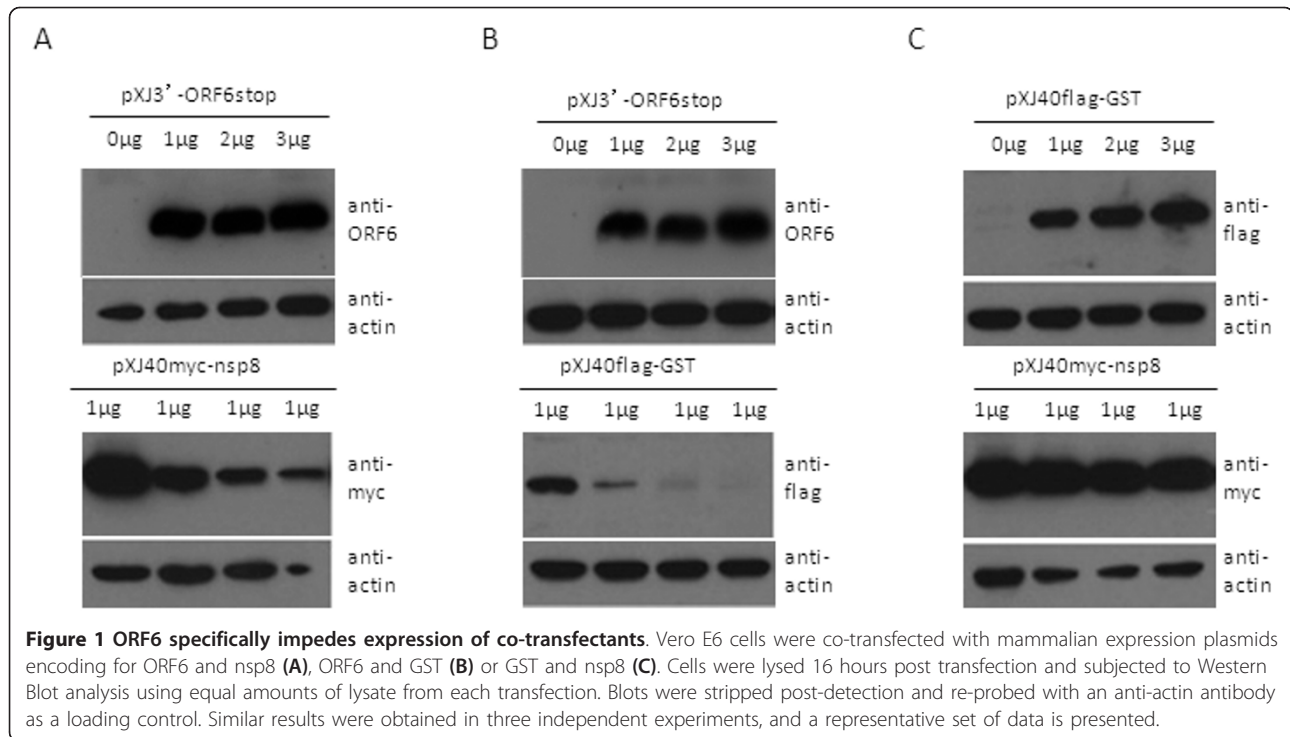 A
pXJ3’-ORF6stop
0µg 1µg 2µg 3µg
anti-
ORF6
anti-
actin
pXJ40myc-nsp8
1µg 1µg 1µg 1µg
anti-
myc
anti-
actin
B
pXJ3’-ORF6stop
0µg 1µg 2µg 3µg
anti-
ORF6
anti-
actin
pXJ40flag-GST
1µg 1µg 1µg 1µg
anti-
flag
anti-
actin
C
pXJ40flag-GST
0µg 1µg 2µg 3µg
anti-
flag
anti-
actin
pXJ40myc-nsp8
1µg 1µg 1µg 1µg
anti-
myc
anti-
actin
Figure 1 ORF6 specifically impedes expression of co-transfectants. Vero E6 cells were co-transfected with mammalian expression plasmids
encoding for ORF6 and nsp8 (A), ORF6 and GST (B) or GST and nsp8 (C). Cells were lysed 16 hours post transfection and subjected to Western
Blot analysis using equal amounts of lysate from each transfection. Blots were stripped post-detection and re-probed with an anti-actin antibody
as a loading control. Similar results were obtained in three independent experiments, and a representative set of data is presented.